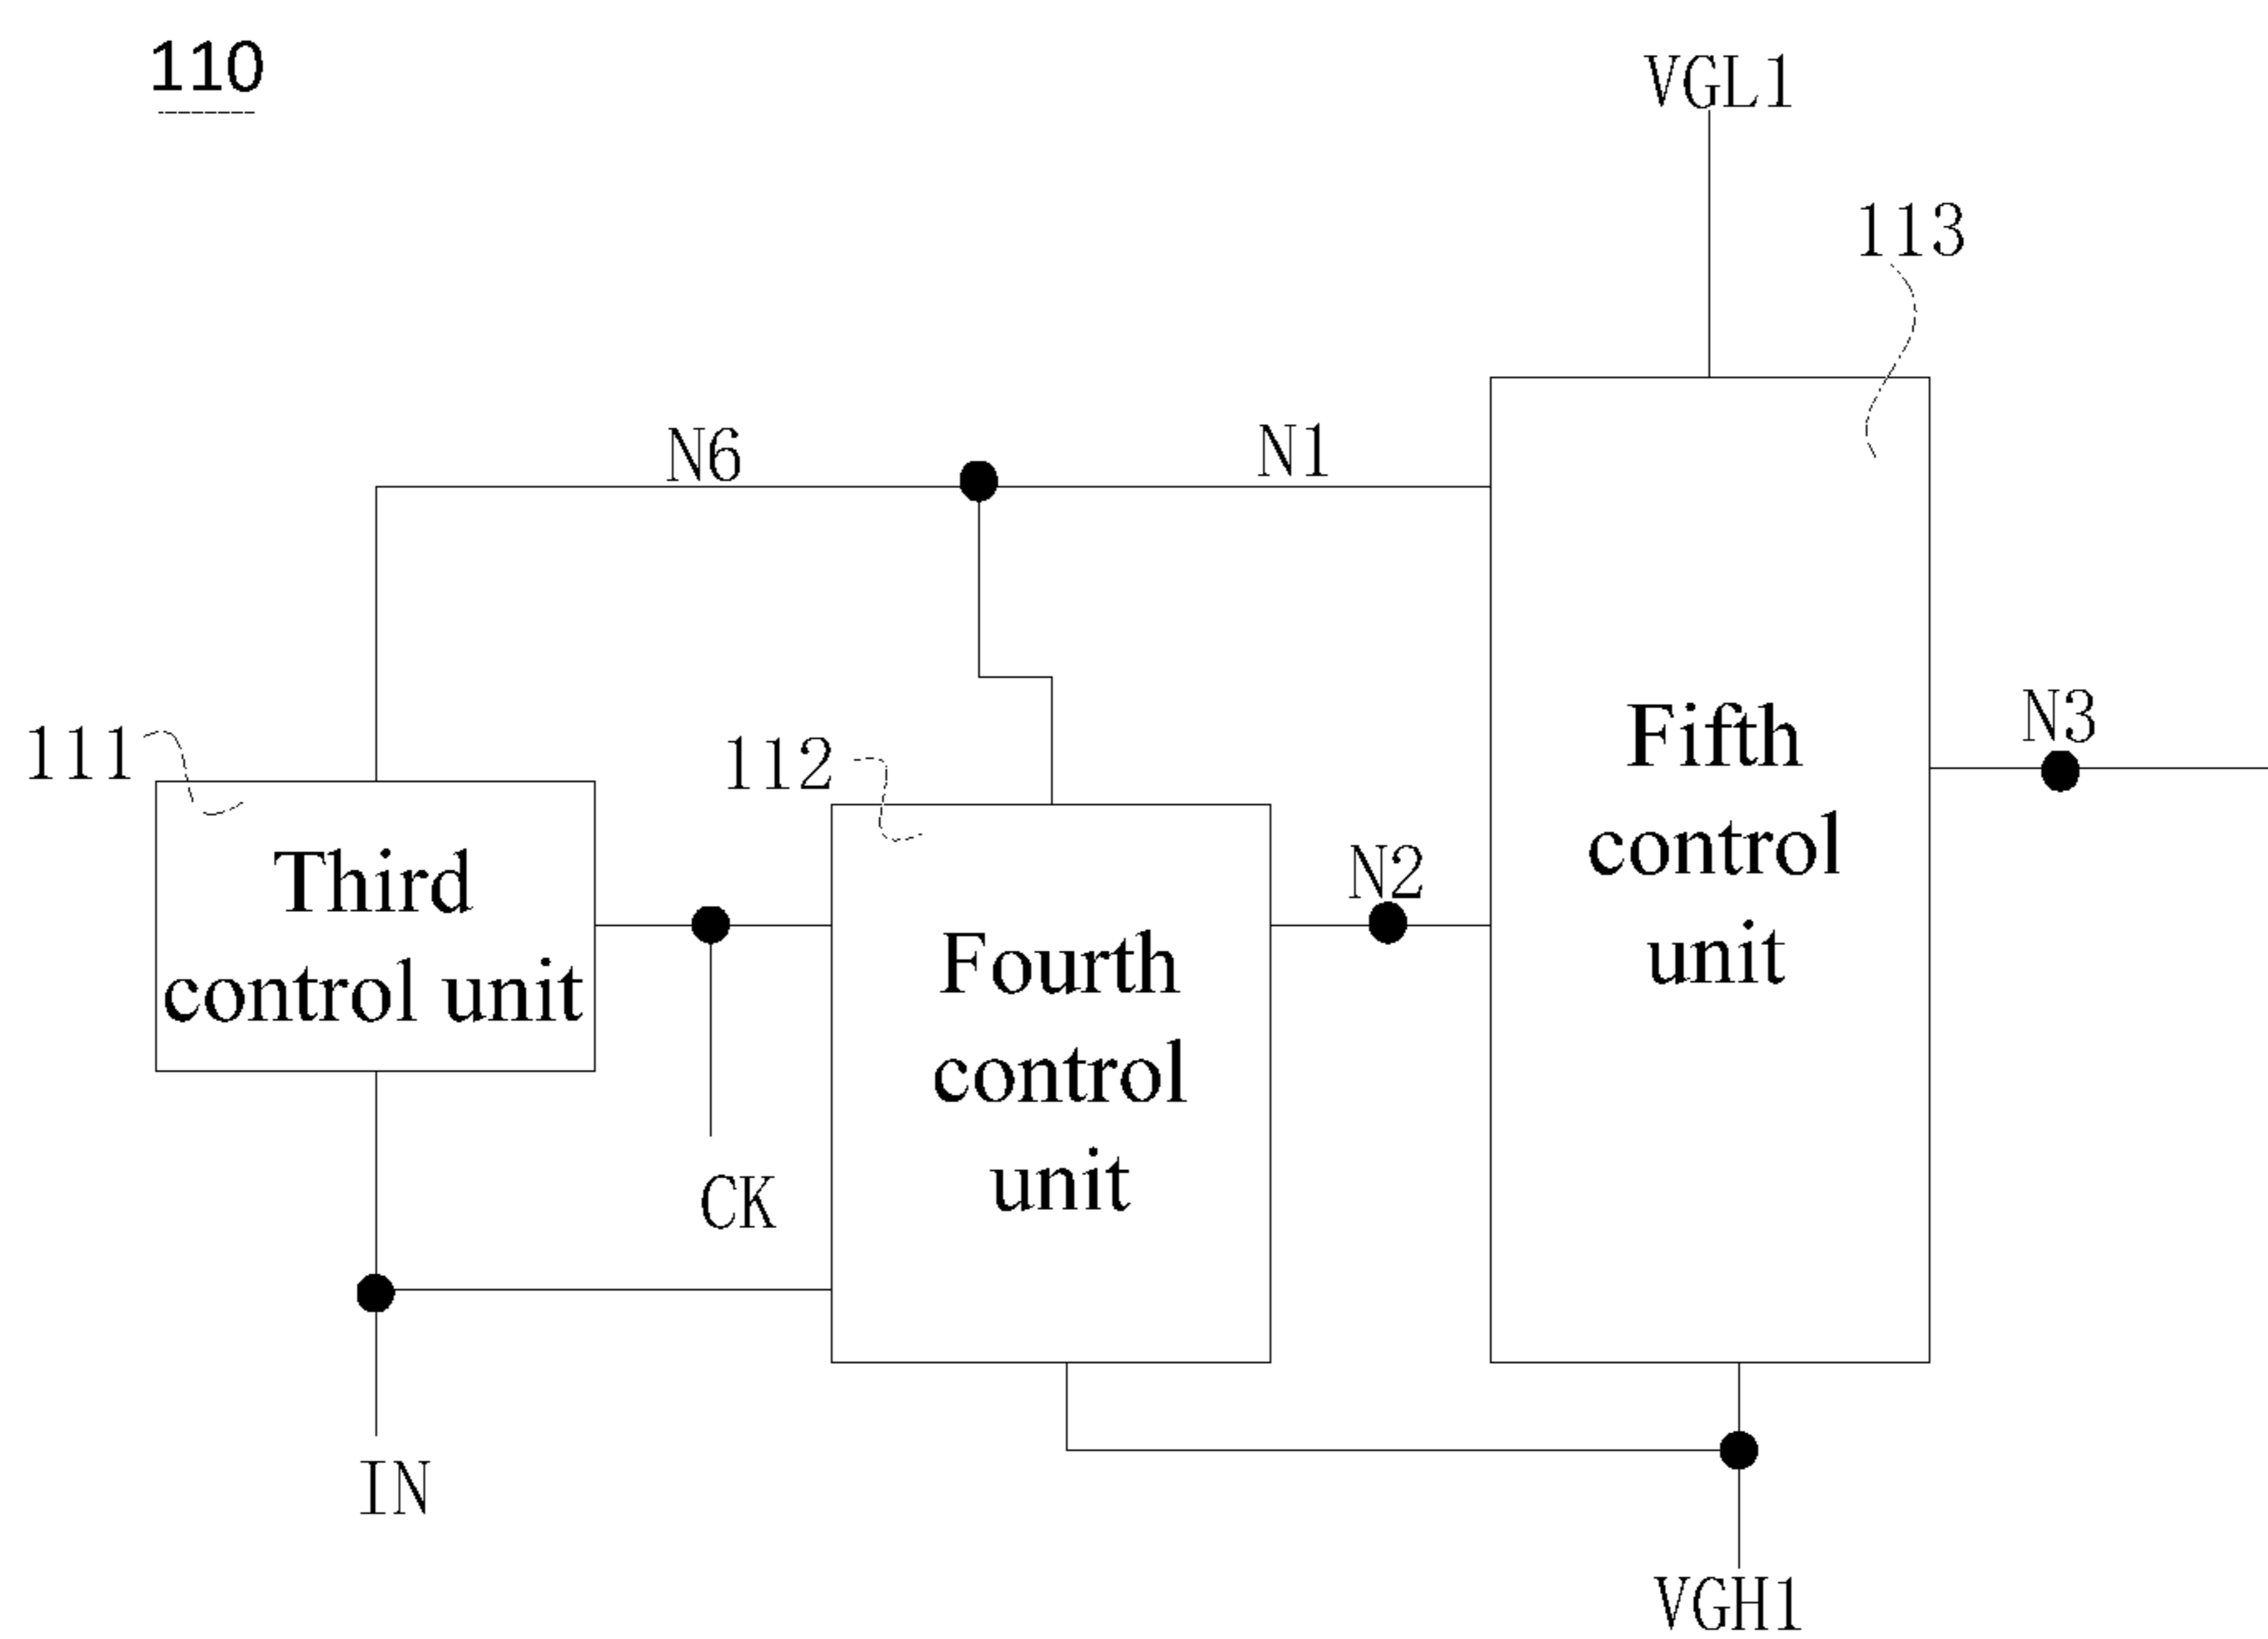 110
VGL1
113
N6
N1
N3
111
112
Third
control unit
N2
Fifth
control
unit
Fourth
control
unit
CK
IN
VGH1